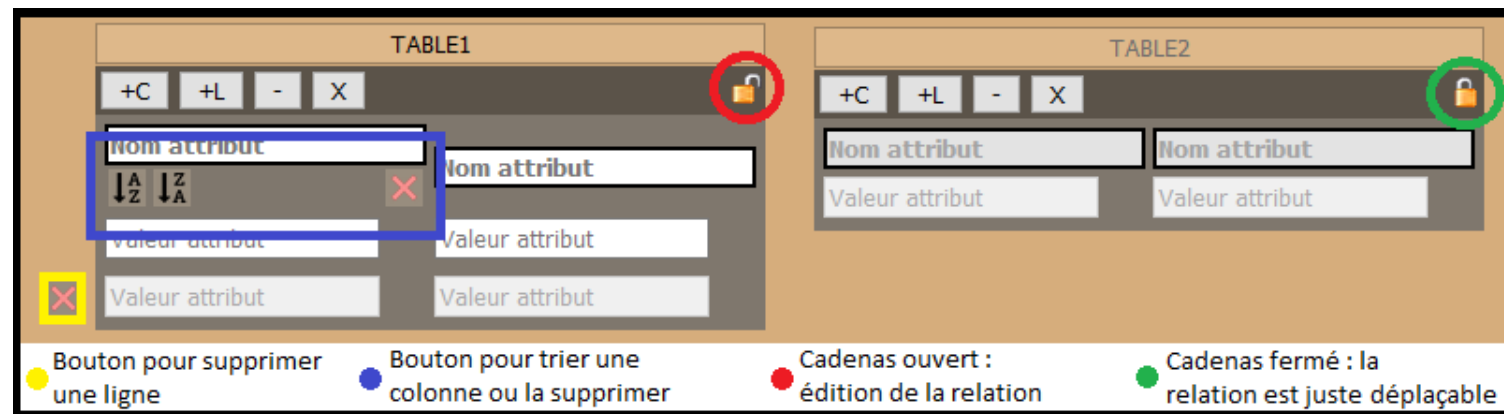 TABLE1
TABLE2
+C +L - X
+C +L - X
Nom attribut
Nom attribut
Nom attribut Nom attribut
A Z Z A
Valeur attribut Valeur attribut
Valeur attribut Valeur attribut
Valeur attribut Valeur attribut
Bouton pour supprimer
une ligne
Bouton pour trier une
colonne ou la supprimer
Cadenas ouvert :
édition de la relation
Cadenas fermé : la
relation est juste déplaçable